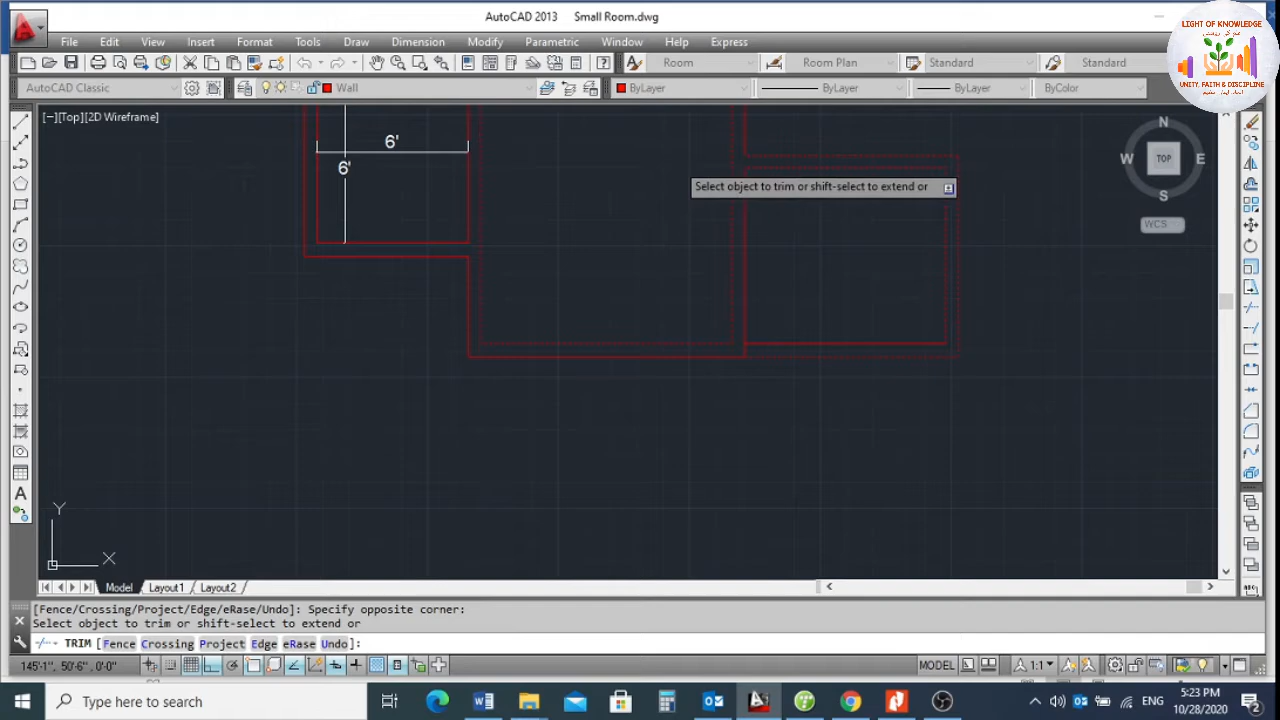 AutoCAD 2013 Small Room.dwg
LIGHT OF KNOWLEDGE
UNITY, FAITH & DISCIPLINE
File Edit View Insert Format Tools Draw Dimension Modify Parametric Window Help Express
Room Room Plan Standard Standard
AutoCAD Classic Wall ByLayer ByLayer ByLayer ByColor
[−][Top][2D Wireframe]
N
W TOP E
S
WCS
6'
6'
Select object to trim or shift-select to extend or
Y
X
Model Layout1 Layout2
[Fence/Crossing/Project/Edge/eRase/Undo]: Specify opposite corner:
Select object to trim or shift-select to extend or
TRIM [Fence Crossing Project Edge eRase Undo]:
145'-1", 50'-6", 0'-0" MODEL 1:1
Type here to search
ENG
5:23 PM
10/28/2020
2